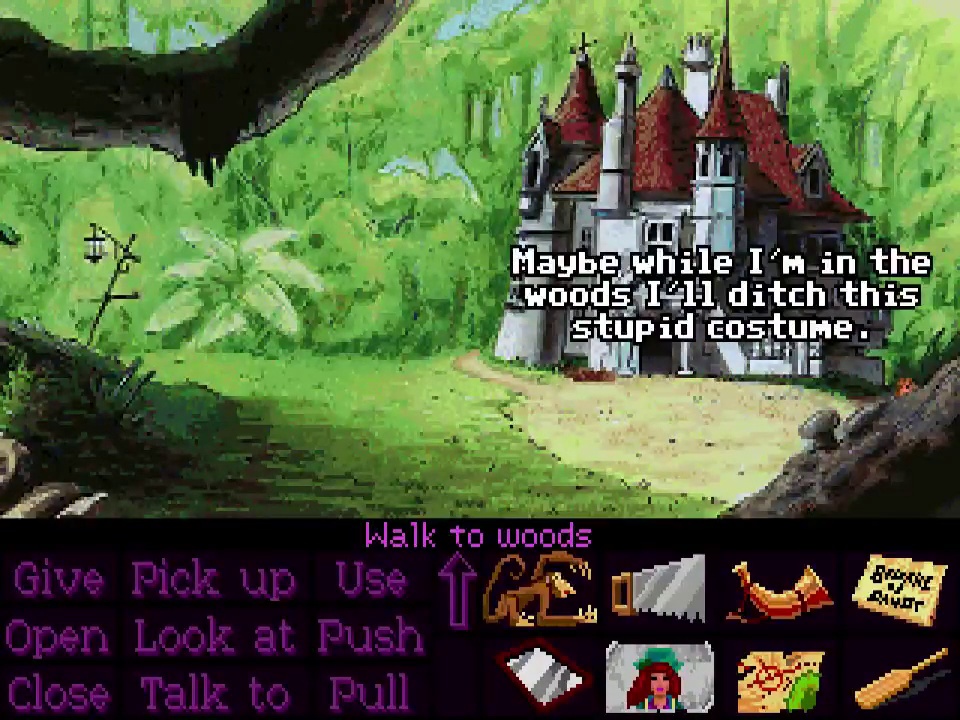 Maybe while I'm in the
woods I'll ditch this
stupid costume.
Walk to woods
Give Pick up Use
Open Look at Push
Close Talk to Pull